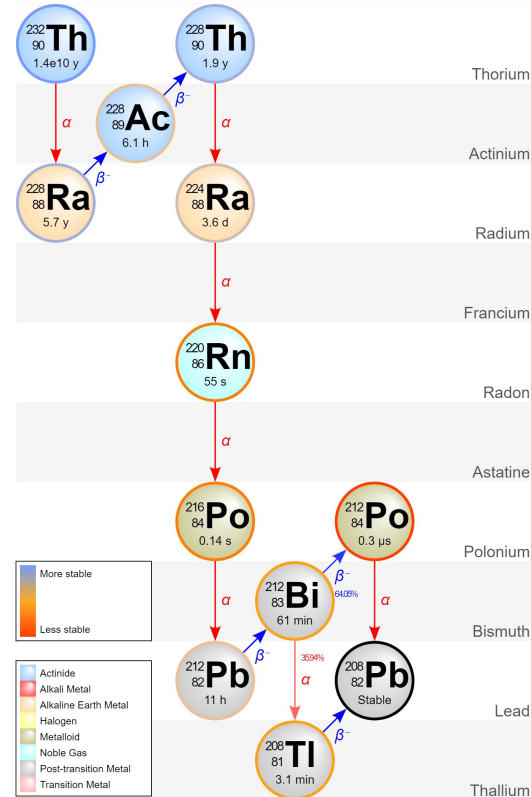 232
90
Th
1.4e10 y
228
90
Th
1.9 y
Thorium
α
β⁻
228
89
Ac
6.1 h
α
β⁻
Actinium
228
88
Ra
5.7 y
224
88
Ra
3.6 d
Radium
α
Francium
220
86
Rn
55 s
Radon
α
Astatine
216
84
Po
0.14 s
212
84
Po
0.3 µs
Polonium
More stable
Less stable
α
β⁻
212
83
Bi
61 min
β⁻
64.05%
α
Bismuth
212
82
Pb
11 h
35.94%
α
208
82
Pb
Stable
Lead
Actinide
Alkali Metal
Alkaline Earth Metal
Halogen
Metalloid
Noble Gas
Post-transition Metal
Transition Metal
208
81
Tl
3.1 min
β⁻
Thallium